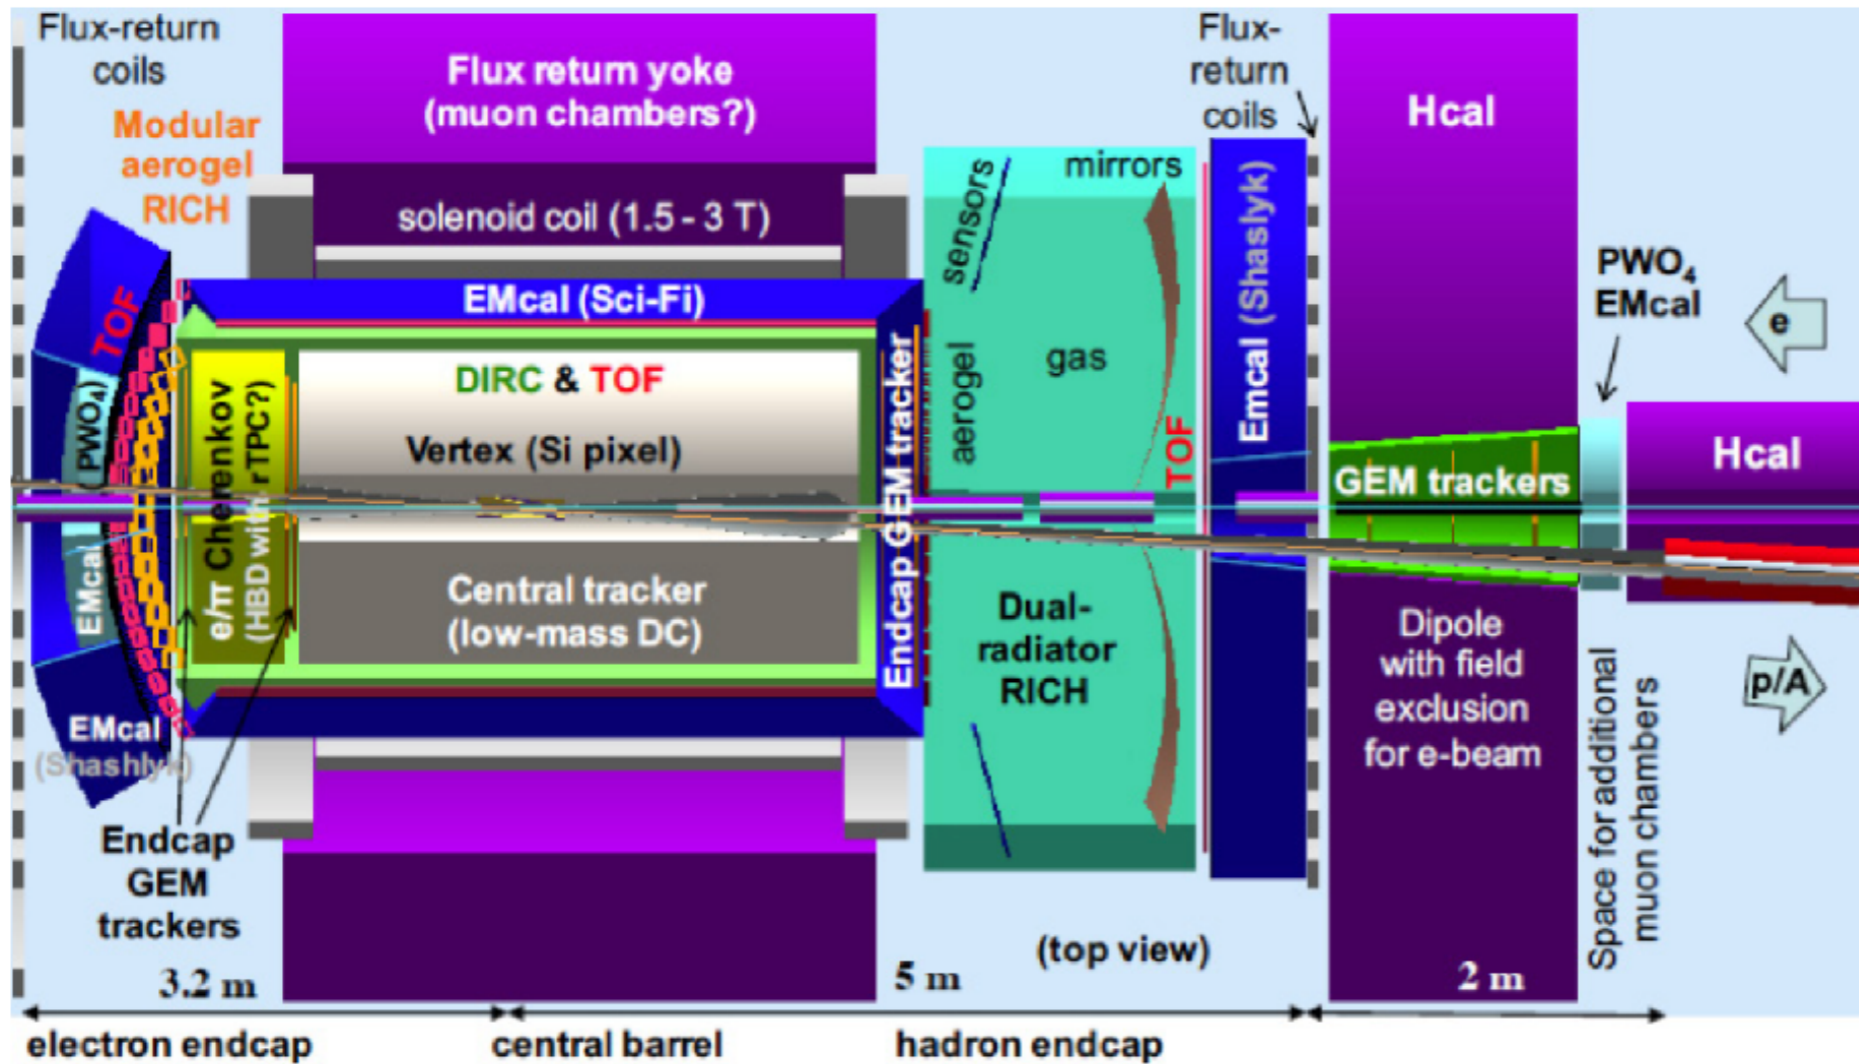 Flux-return
coils
Modular
aerogel
RICH
Flux return yoke
(muon chambers?)
solenoid coil (1.5 - 3 T)
EMcal (Sci-Fi)
DIRC & TOF
Vertex (Si pixel)
Central tracker
(low-mass DC)
TOF
(PWO₄)
EMcal
EMcal
(Shashlyk)
e/π Cherenkov
(HBD with rTPC?)
Endcap
GEM
trackers
Endcap GEM tracker
sensors
mirrors
aerogel
gas
TOF
Dual-
radiator
RICH
Emcal (Shaslyk)
Flux-
return
coils
Hcal
GEM trackers
Dipole
with field
exclusion
for e-beam
PWO₄
EMcal
e
Hcal
p/A
Space for additional
muon chambers
(top view)
3.2 m
5 m
2 m
electron endcap
central barrel
hadron endcap